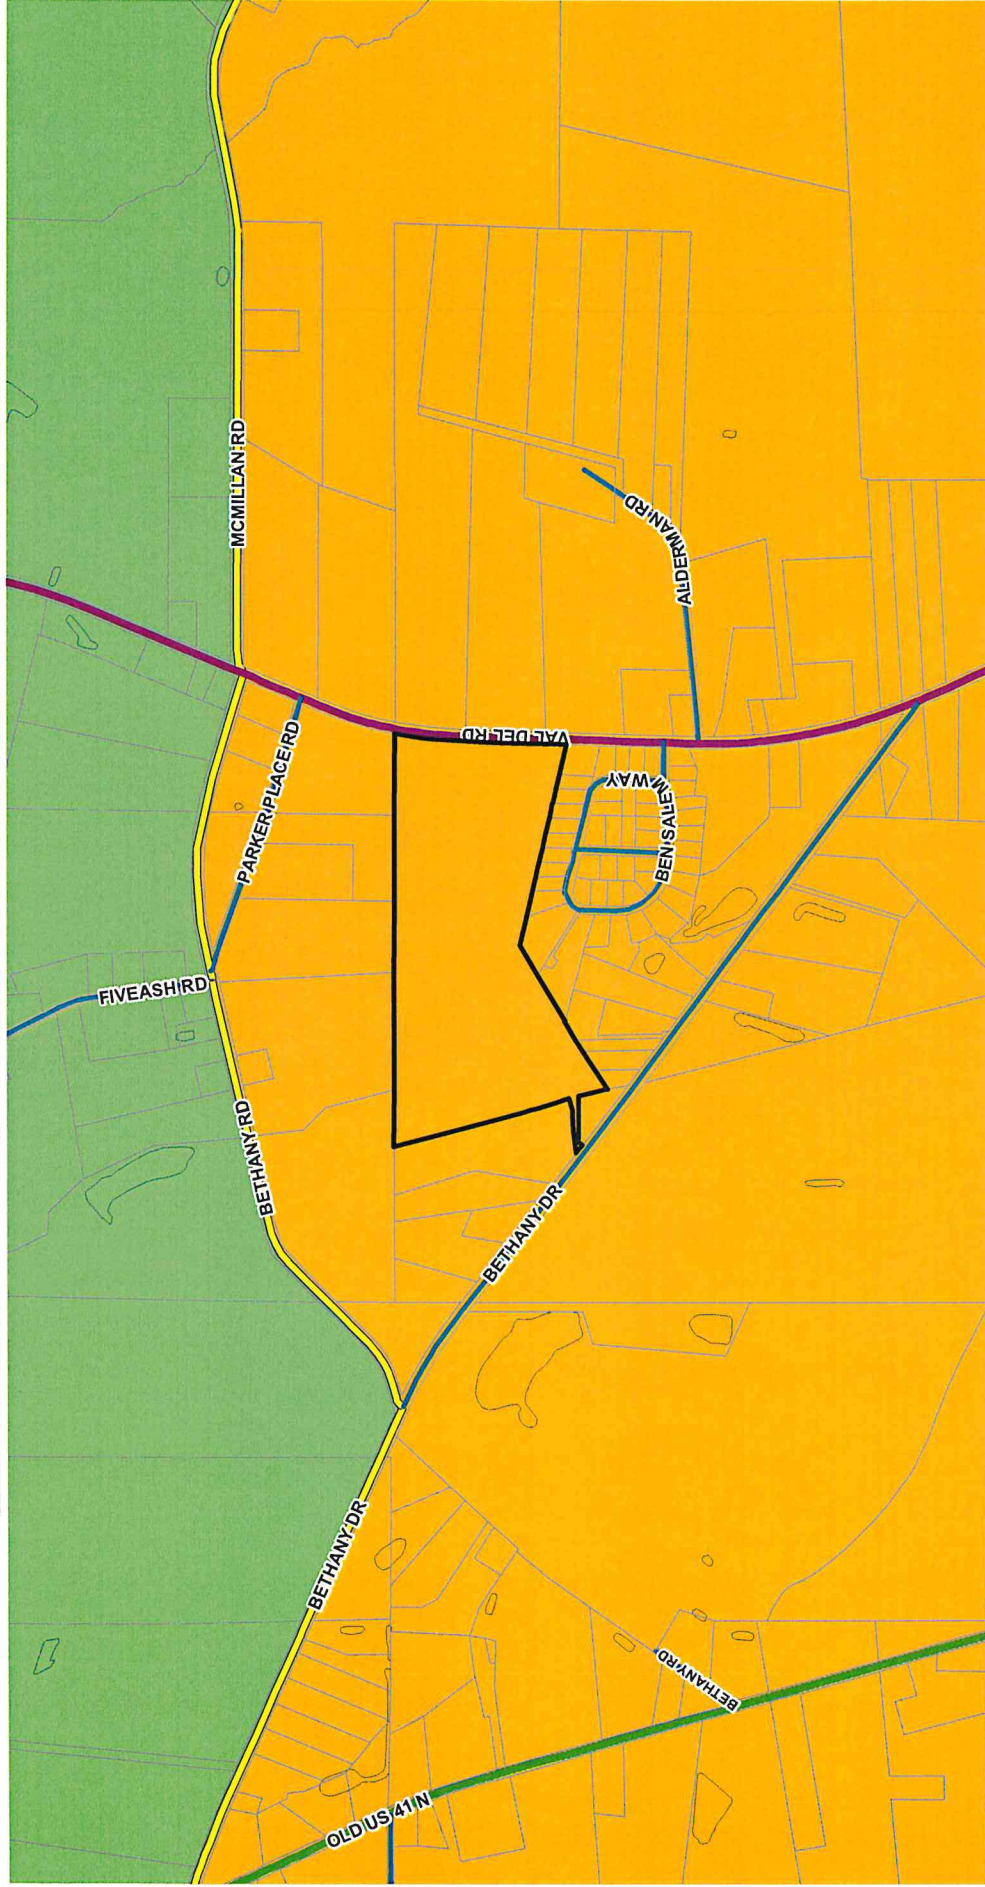 MCMILLAN RD
ALDERMAN RD
VAL DEL RD
PARKER PLACE RD
BEN SALEM WAY
FIVEASH RD
BETHANY RD
BETHANY DR
BETHANY DR
BETHANY RD
OLD US 41 N